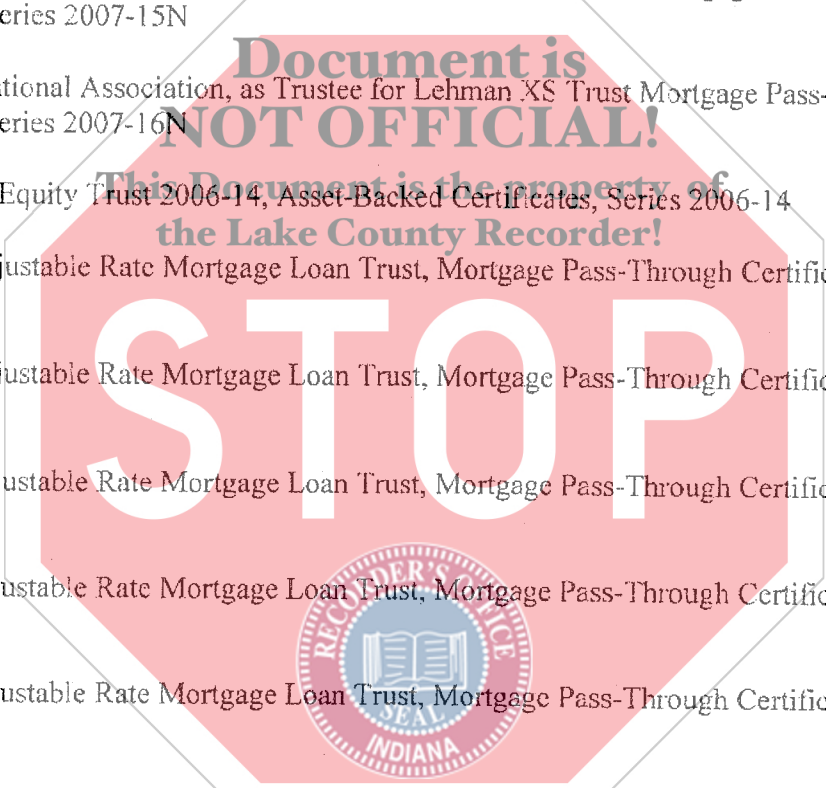 eries 2007-15N
Document is
tional Association, as Trustee for Lehman XS Trust Mortgage Pass-
eries 2007-16N
NOT OFFICIAL!
This Document is the property of
Equity Trust 2006-14, Asset-Backed Certificates, Series 2006-14
the Lake County Recorder!
justable Rate Mortgage Loan Trust, Mortgage Pass-Through Certific
STOP
justable Rate Mortgage Loan Trust, Mortgage Pass-Through Certific
ustable Rate Mortgage Loan Trust, Mortgage Pass-Through Certific
ustable Rate Mortgage Loan Trust, Mortgage Pass-Through Certific
ustable Rate Mortgage Loan Trust, Mortgage Pass-Through Certific
RECORDER'S OFFICE
SEAL
INDIANA